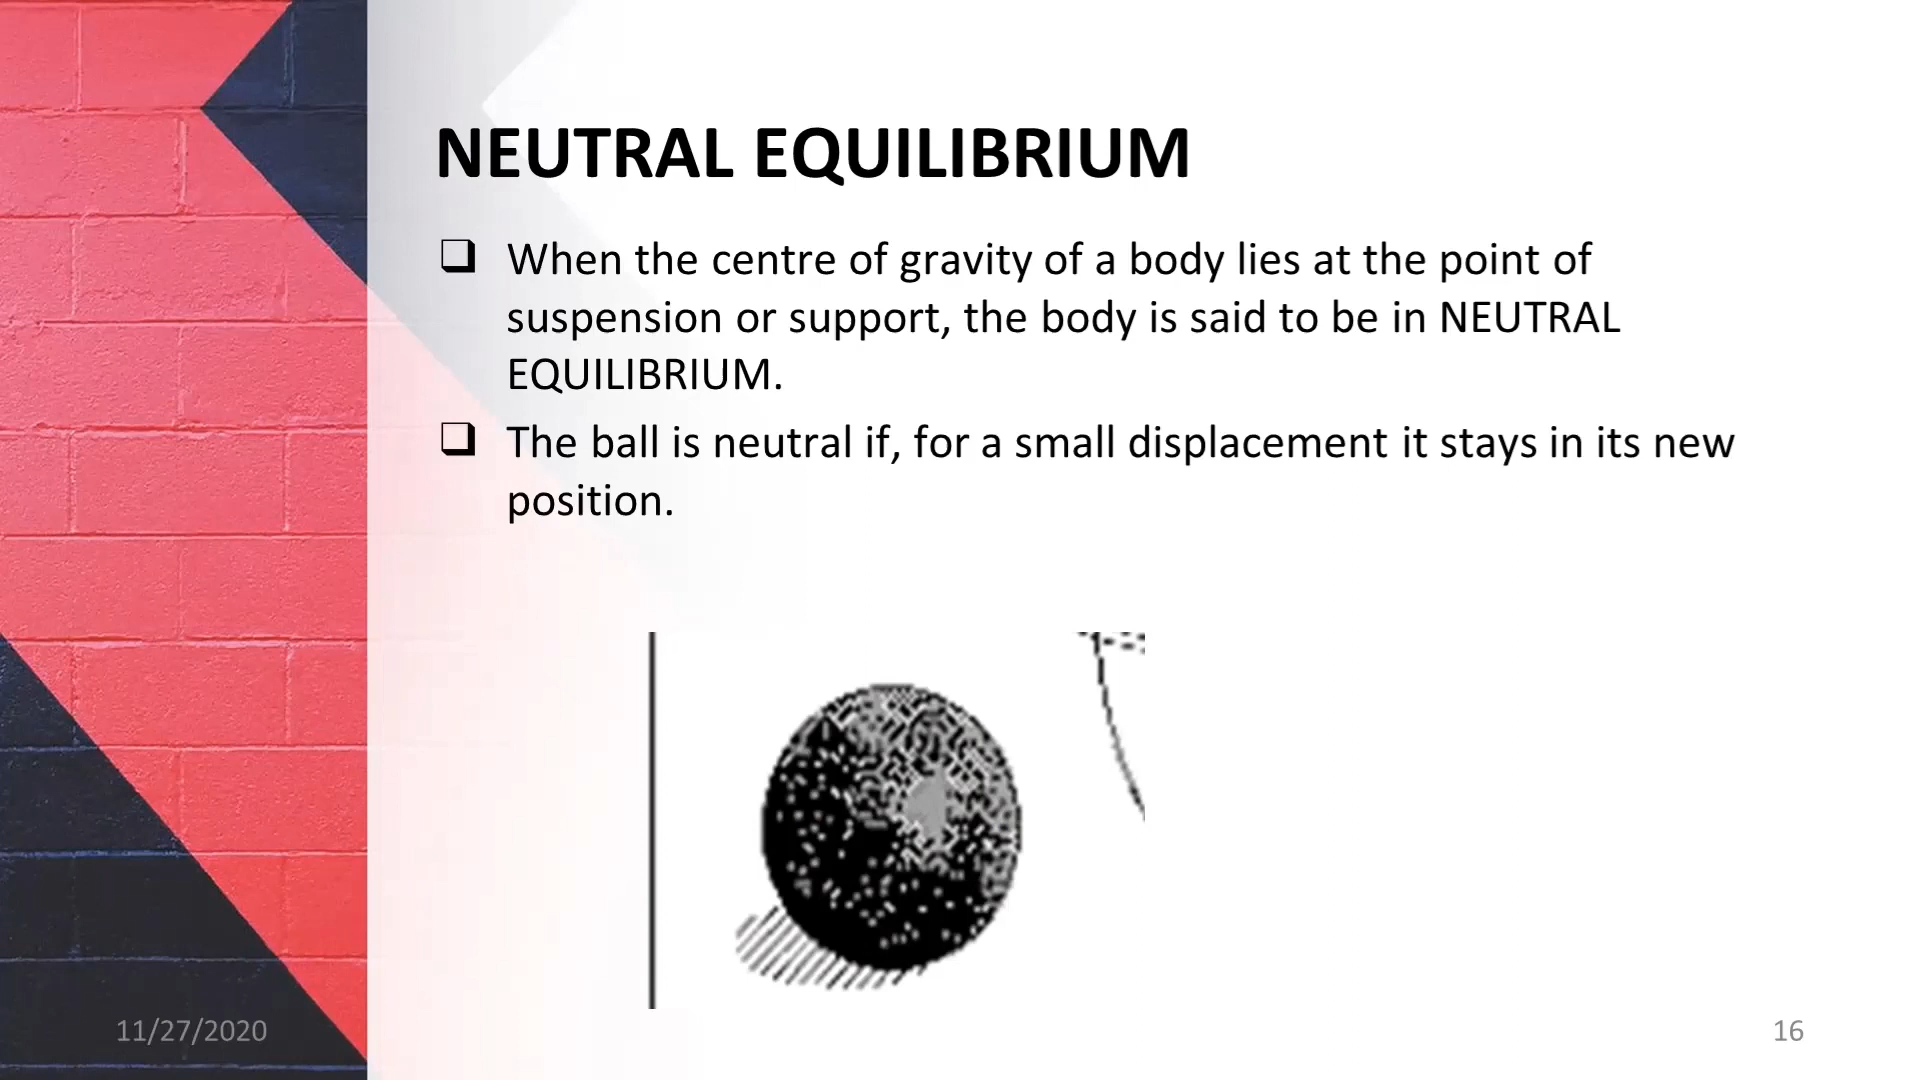 NEUTRAL EQUILIBRIUM
❑ When the centre of gravity of a body lies at the point of
suspension or support, the body is said to be in NEUTRAL
EQUILIBRIUM.
❑ The ball is neutral if, for a small displacement it stays in its new
position.
11/27/2020
16